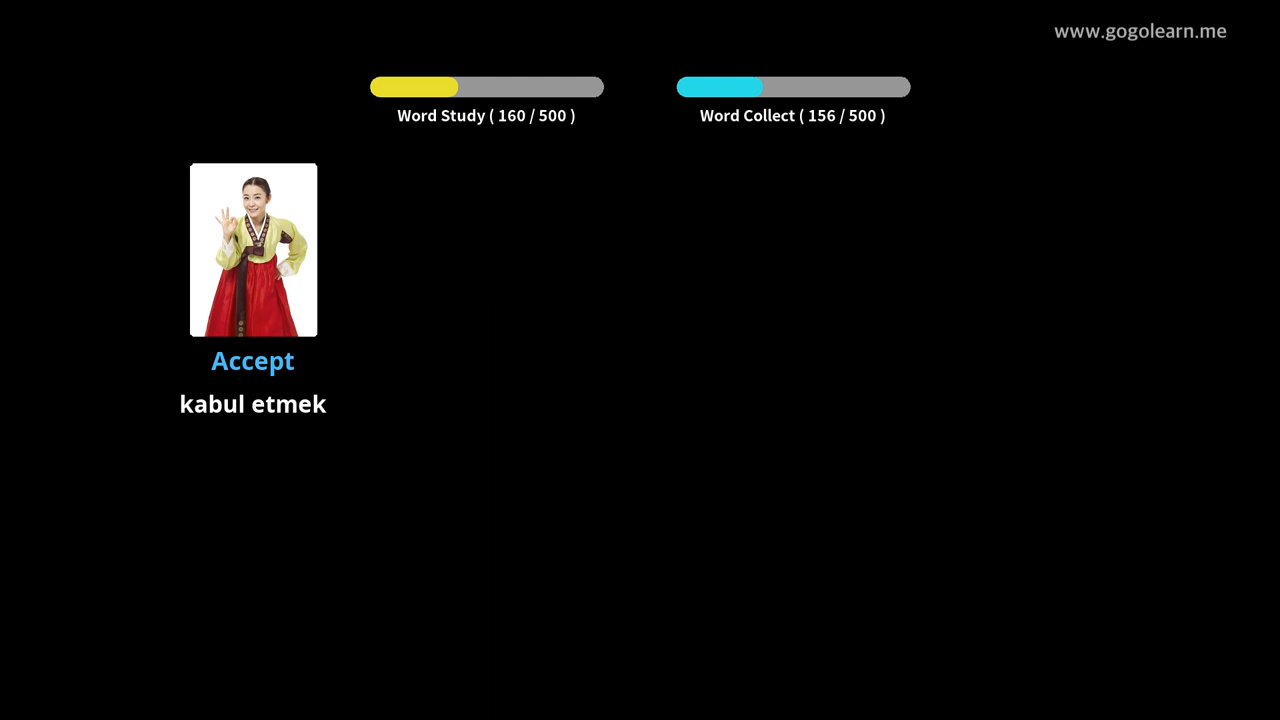 www.gogolearn.me
Word Study ( 160 / 500 )
Word Collect ( 156 / 500 )
Accept
kabul etmek